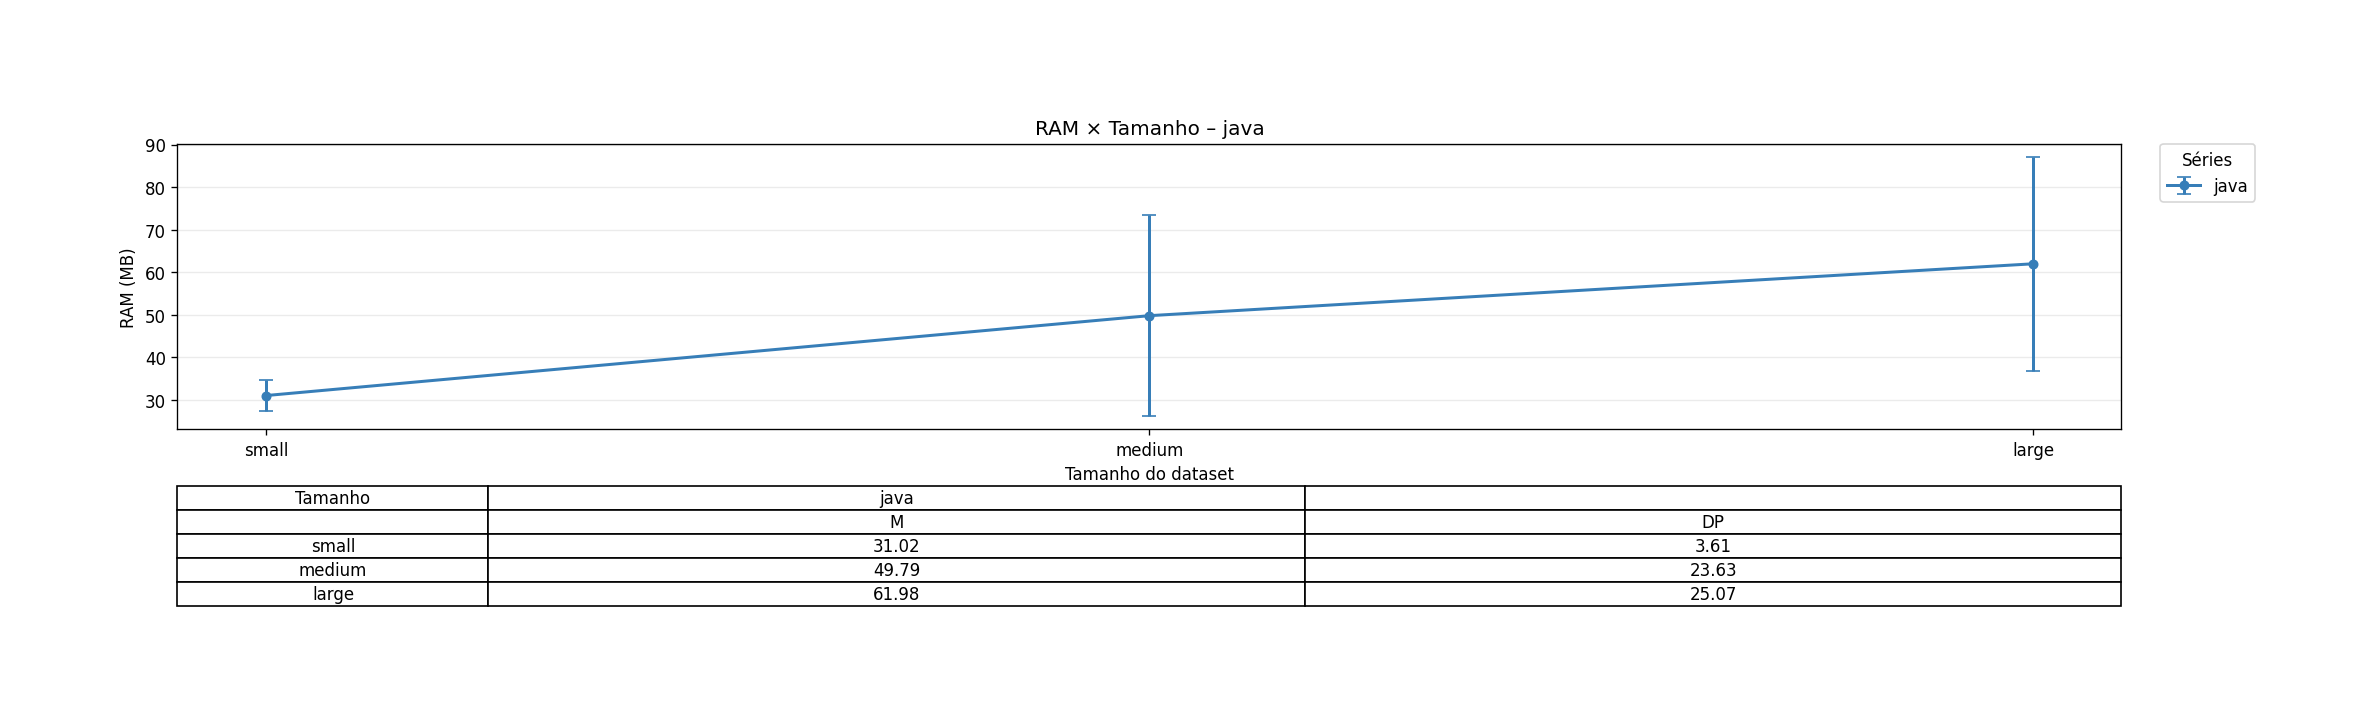 RAM × Tamanho – java
90
80
70
60
50
40
30
RAM (MB)
Séries
java
small medium large
Tamanho do dataset
Tamanho java
M DP
small 31.02 3.61
medium 49.79 23.63
large 61.98 25.07